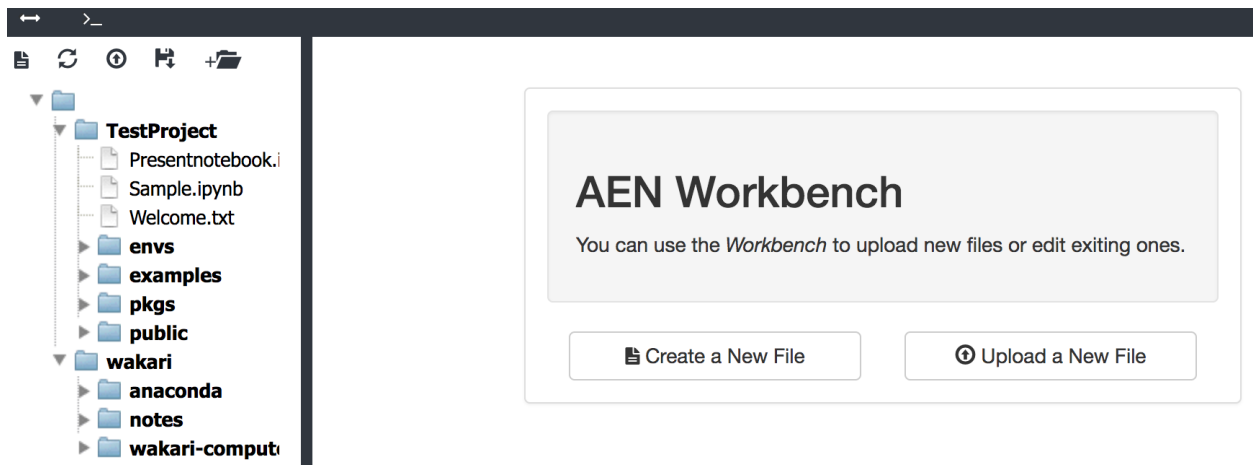 >_
TestProject
Presentnotebook.i
Sample.ipynb
Welcome.txt
envs
examples
pkgs
public
wakari
anaconda
notes
wakari-comput
AEN Workbench
You can use the Workbench to upload new files or edit exiting ones.
Create a New File
Upload a New File